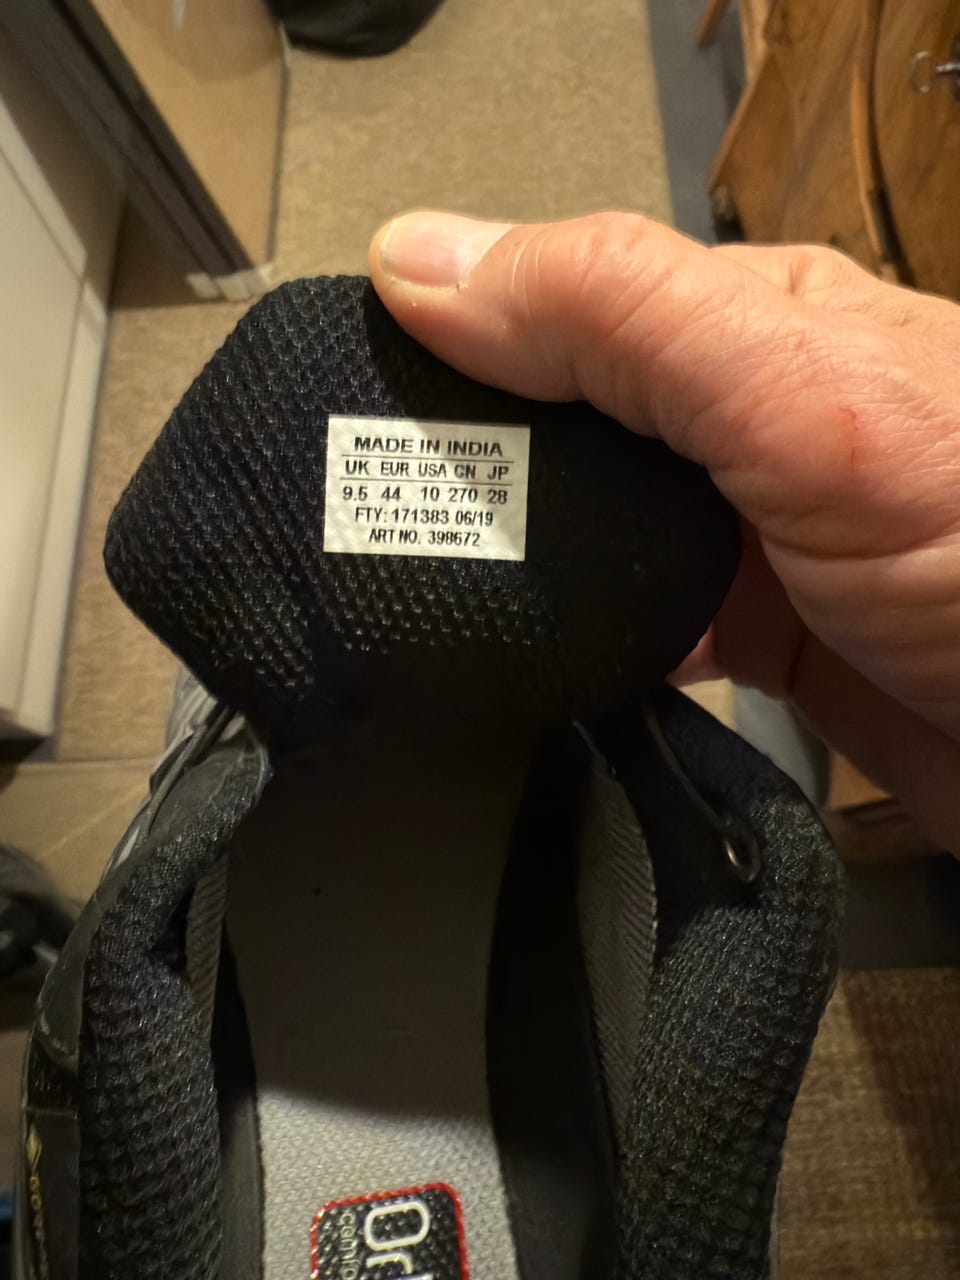 MADE IN INDIA
UK EUR USA CN JP
9.5 44 10 270 28
FTY: 171383 06/19
ART NO. 398672